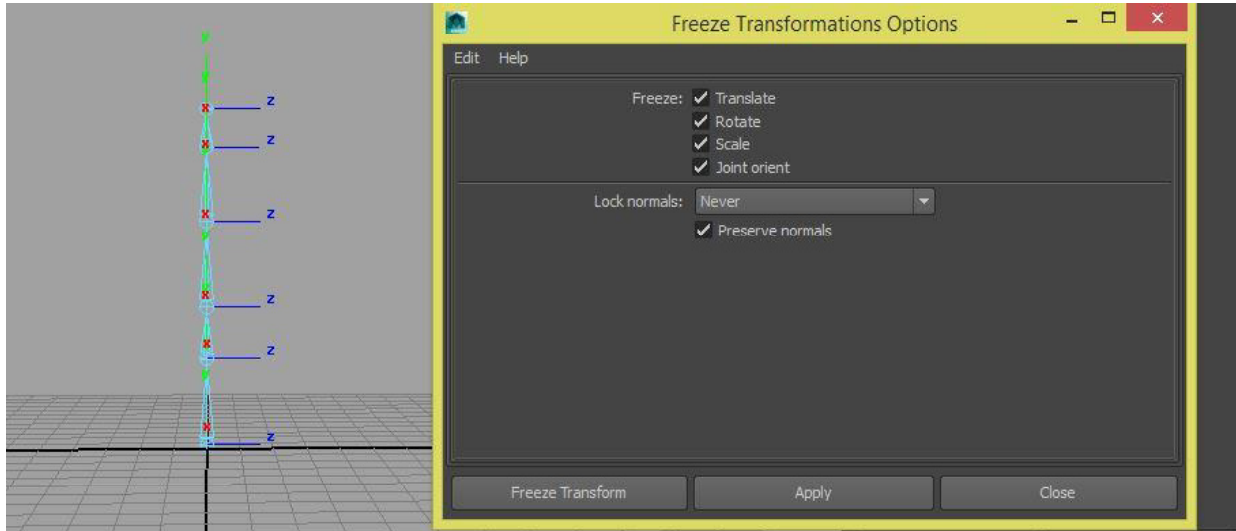 Freeze Transformations Options
Edit Help
Freeze: Translate
Rotate
Scale
Joint orient
Lock normals: Never
Preserve normals
Freeze Transform Apply Close
y
y
x z
x z
y
x z
y
y
x z
x z
y
x z